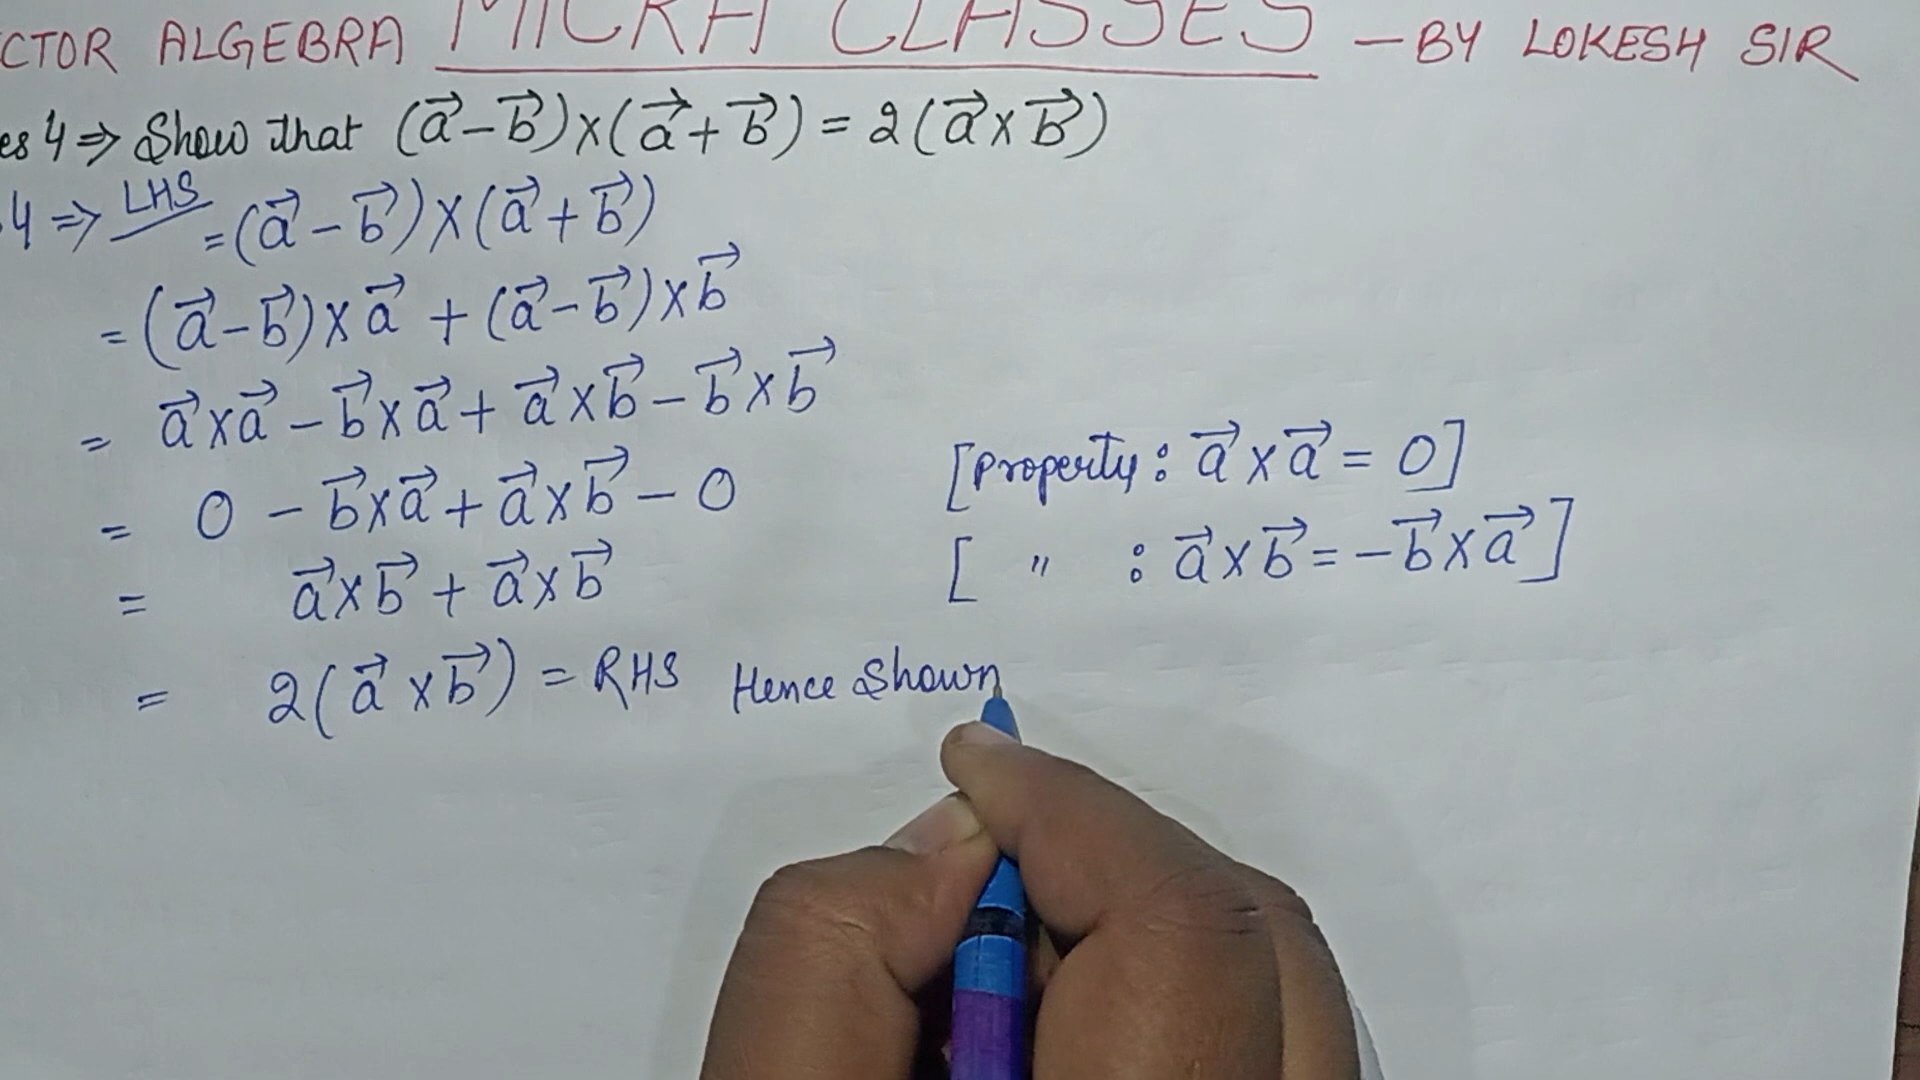 CTOR ALGEBRA MICRA CLASSES - BY LOKESH SIR
es 4 ⇒ Show that (a⃗ - b⃗) × (a⃗ + b⃗) = 2(a⃗ × b⃗)
4 ⇒ LHS = (a⃗ - b⃗) × (a⃗ + b⃗)
= (a⃗ - b⃗) × a⃗ + (a⃗ - b⃗) × b⃗
= a⃗ × a⃗ - b⃗ × a⃗ + a⃗ × b⃗ - b⃗ × b⃗
= 0 - b⃗ × a⃗ + a⃗ × b⃗ - 0 [Property : a⃗ × a⃗ = 0]
= a⃗ × b⃗ + a⃗ × b⃗ [ " : a⃗ × b⃗ = - b⃗ × a⃗ ]
= 2(a⃗ × b⃗) = RHS Hence Shown